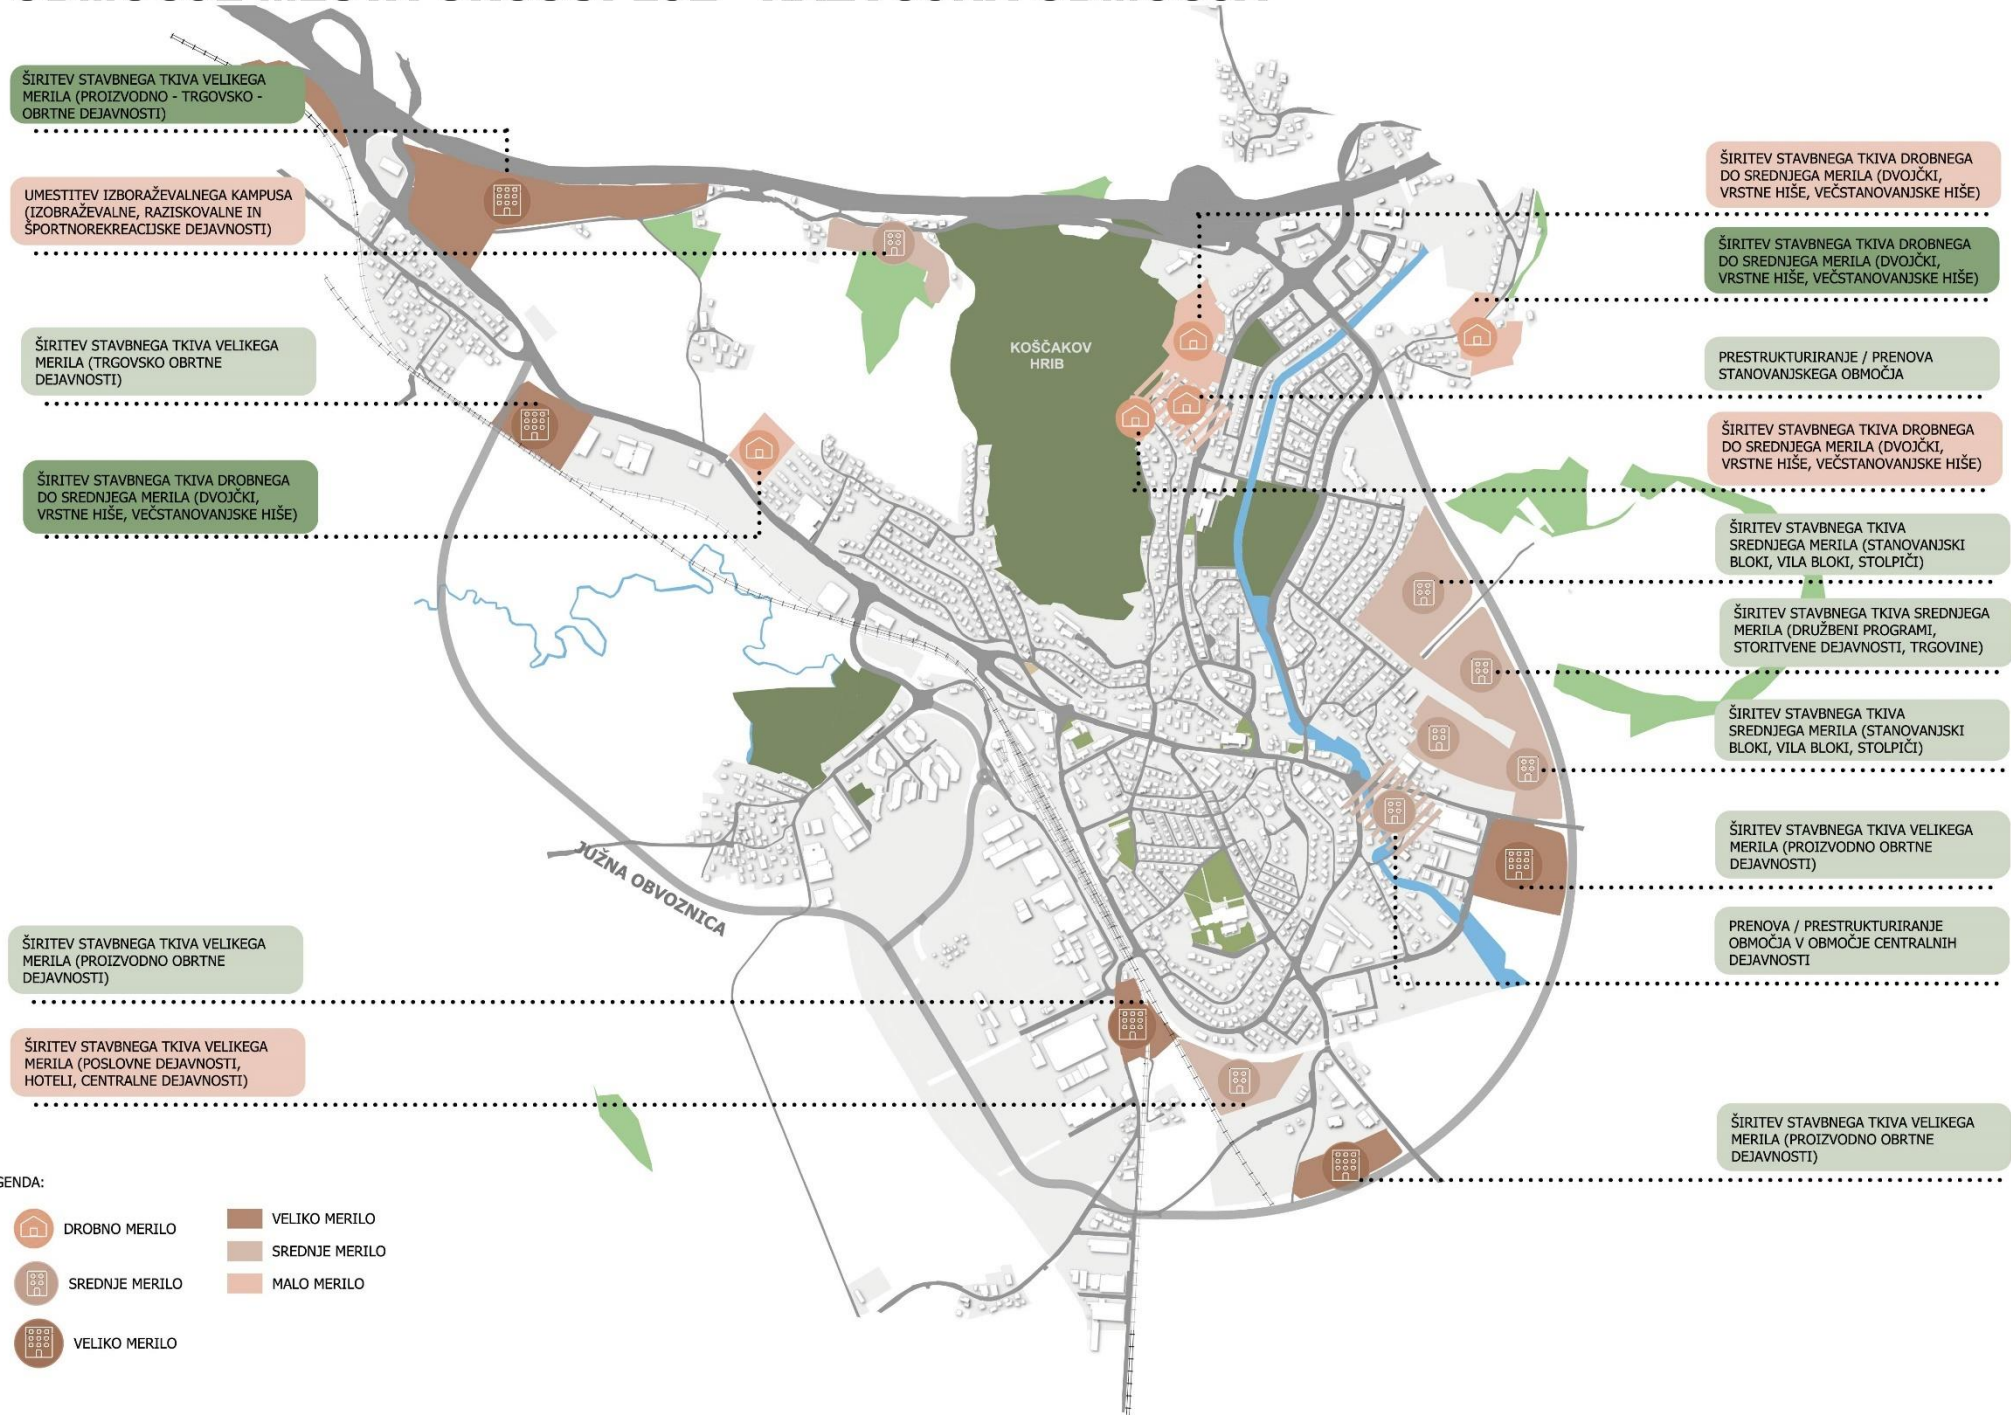 ŠIRITEV STAVBNEGA TKIVA VELIKEGA
MERILA (PROIZVODNO - TRGOVSKO -
OBRTNE DEJAVNOSTI)
UMESTITEV IZBORAŽEVALNEGA KAMPUSA
(IZOBRAŽEVALNE, RAZISKOVALNE IN
ŠPORTNOREKREACIJSKE DEJAVNOSTI)
ŠIRITEV STAVBNEGA TKIVA VELIKEGA
MERILA (TRGOVSKO OBRTNE
DEJAVNOSTI)
ŠIRITEV STAVBNEGA TKIVA DROBNEGA
DO SREDNJEGA MERILA (DVOJČKI,
VRSTNE HIŠE, VEČSTANOVANJSKE HIŠE)
ŠIRITEV STAVBNEGA TKIVA VELIKEGA
MERILA (PROIZVODNO OBRTNE
DEJAVNOSTI)
ŠIRITEV STAVBNEGA TKIVA VELIKEGA
MERILA (POSLOVNE DEJAVNOSTI,
HOTELI, CENTRALNE DEJAVNOSTI)
KOŠČAKOV
HRIB
JUŽNA OBVOZNICA
ŠIRITEV STAVBNEGA TKIVA DROBNEGA
DO SREDNJEGA MERILA (DVOJČKI,
VRSTNE HIŠE, VEČSTANOVANJSKE HIŠE)
ŠIRITEV STAVBNEGA TKIVA DROBNEGA
DO SREDNJEGA MERILA (DVOJČKI,
VRSTNE HIŠE, VEČSTANOVANJSKE HIŠE)
PRESTRUKTURIRANJE / PRENOVA
STANOVANJSKEGA OBMOČJA
ŠIRITEV STAVBNEGA TKIVA DROBNEGA
DO SREDNJEGA MERILA (DVOJČKI,
VRSTNE HIŠE, VEČSTANOVANJSKE HIŠE)
ŠIRITEV STAVBNEGA TKIVA
SREDNJEGA MERILA (STANOVANJSKI
BLOKI, VILA BLOKI, STOLPIČI)
ŠIRITEV STAVBNEGA TKIVA SREDNJEGA
MERILA (DRUŽBENI PROGRAMI,
STORITVENE DEJAVNOSTI, TRGOVINE)
ŠIRITEV STAVBNEGA TKIVA
SREDNJEGA MERILA (STANOVANJSKI
BLOKI, VILA BLOKI, STOLPIČI)
ŠIRITEV STAVBNEGA TKIVA VELIKEGA
MERILA (PROIZVODNO OBRTNE
DEJAVNOSTI)
PRENOVA / PRESTRUKTURIRANJE
OBMOČJA V OBMOČJE CENTRALNIH
DEJAVNOSTI
ŠIRITEV STAVBNEGA TKIVA VELIKEGA
MERILA (PROIZVODNO OBRTNE
DEJAVNOSTI)
GENDA:
DROBNO MERILO
SREDNJE MERILO
VELIKO MERILO
VELIKO MERILO
SREDNJE MERILO
MALO MERILO